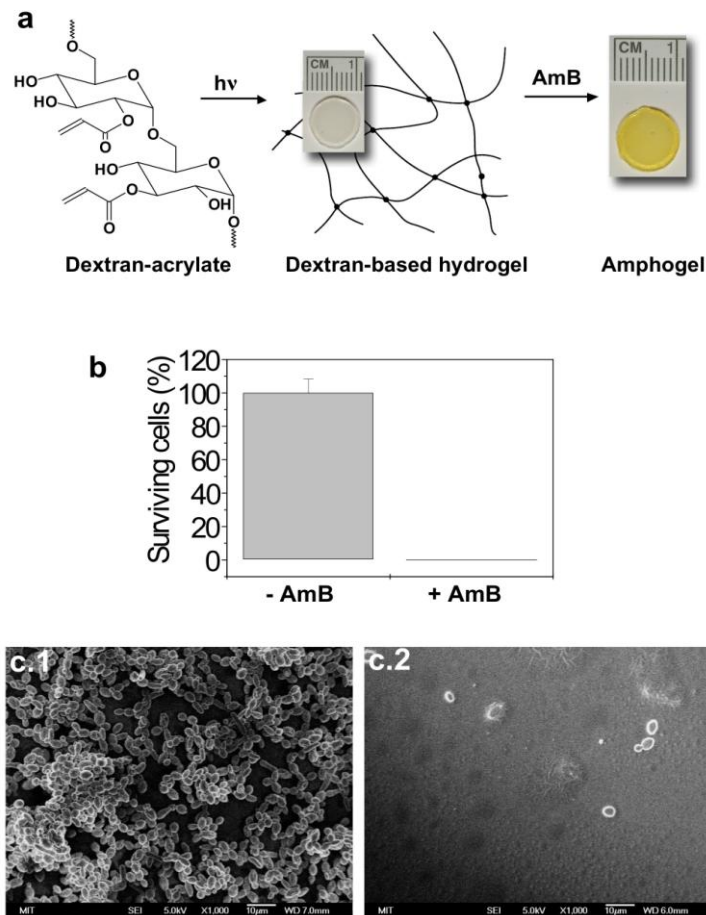 a
HO
HO
O
O
O
O
O
HO
O
O
OH
O
hν
CM 1
AmB
CM 1
Dextran-acrylate
Dextran-based hydrogel
Amphogel
b
Surviving cells (%)
120
100
80
60
40
20
0
- AmB
+ AmB
c.1
c.2
MIT SEI 5.0kV X1,000 10μm WD 7.0mm
MIT SEI 5.0kV X1,000 10μm WD 6.0mm